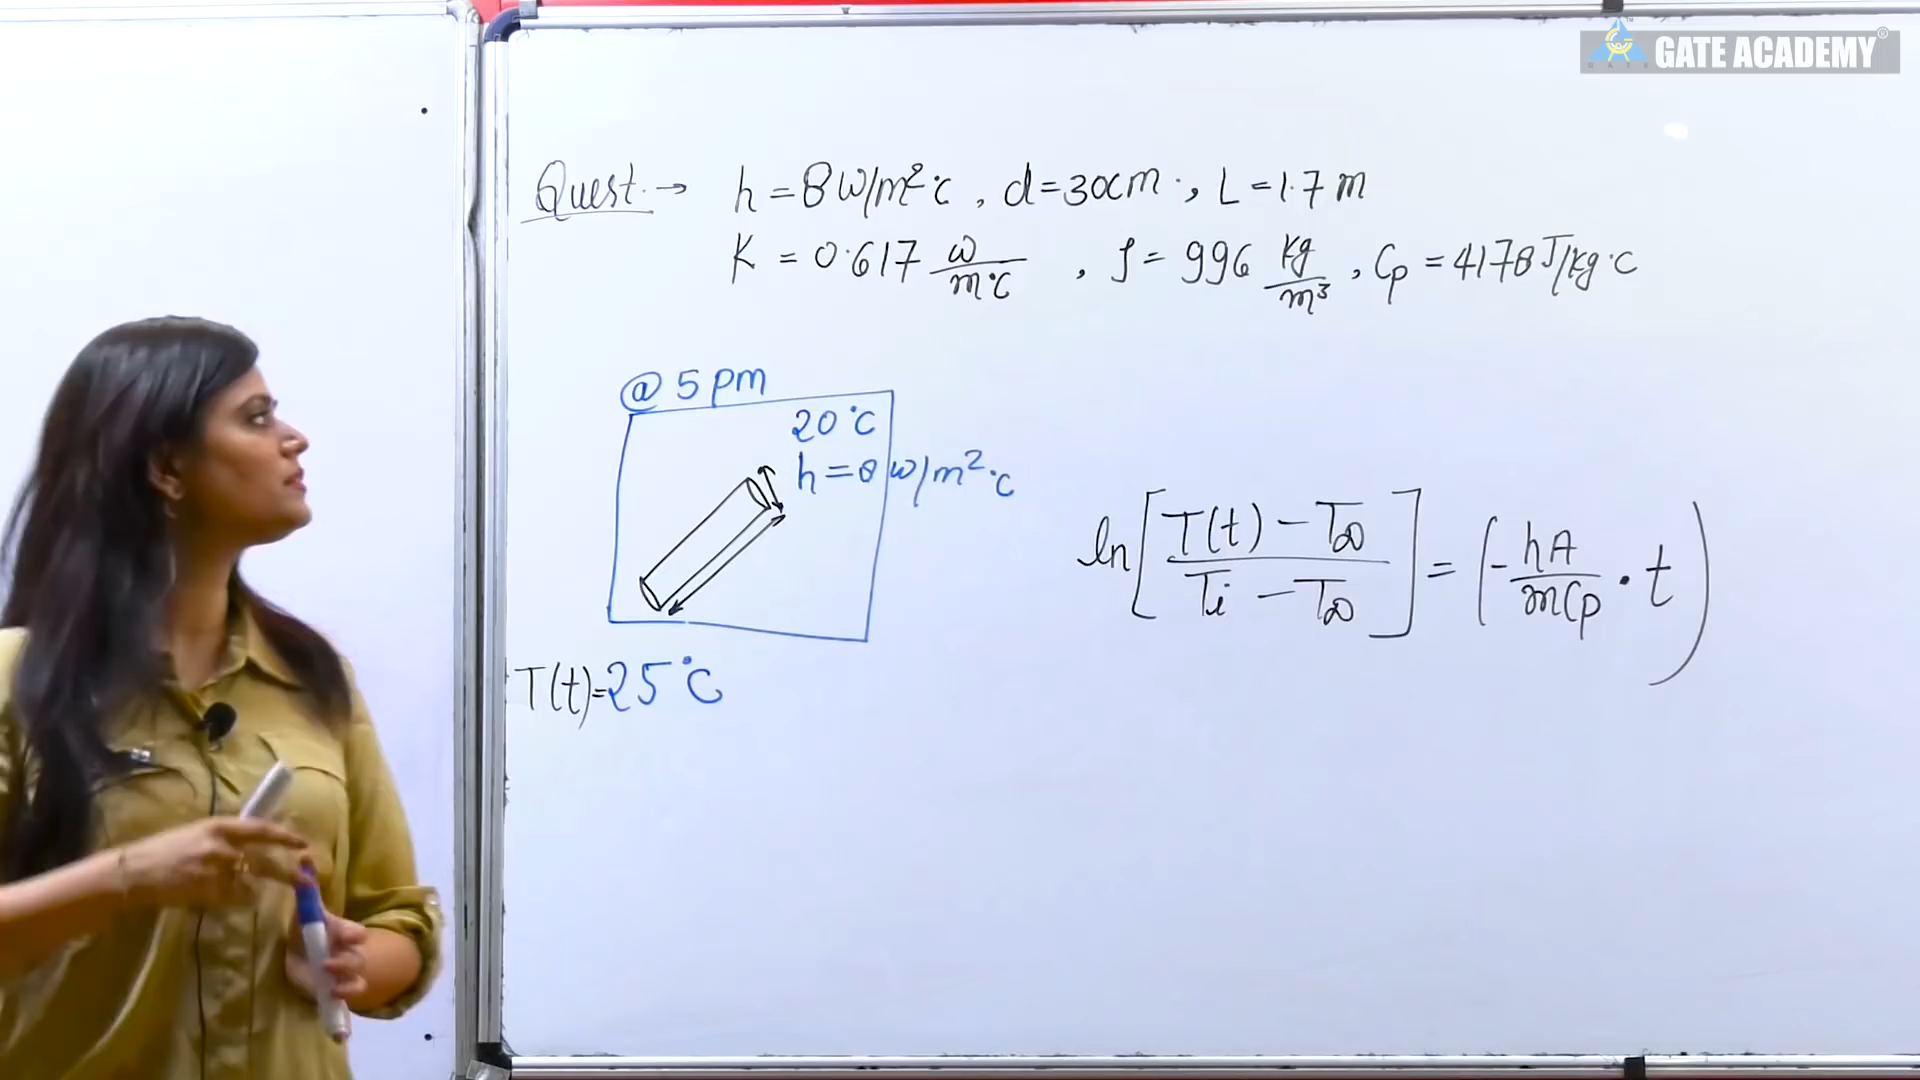 GATE ACADEMY
Quest. → h = 8 W/m²°C, d = 30cm, L = 1.7 m
K = 0.617 w/m°C, ρ = 996 kg/m³, Cp = 4178 J/kg°C
@ 5 pm
20°C
h = 8 w/m²°C
ln[(T(t) - T∞)/(Ti - T∞)] = (-hA/mCp · t)
T(t)=25°C